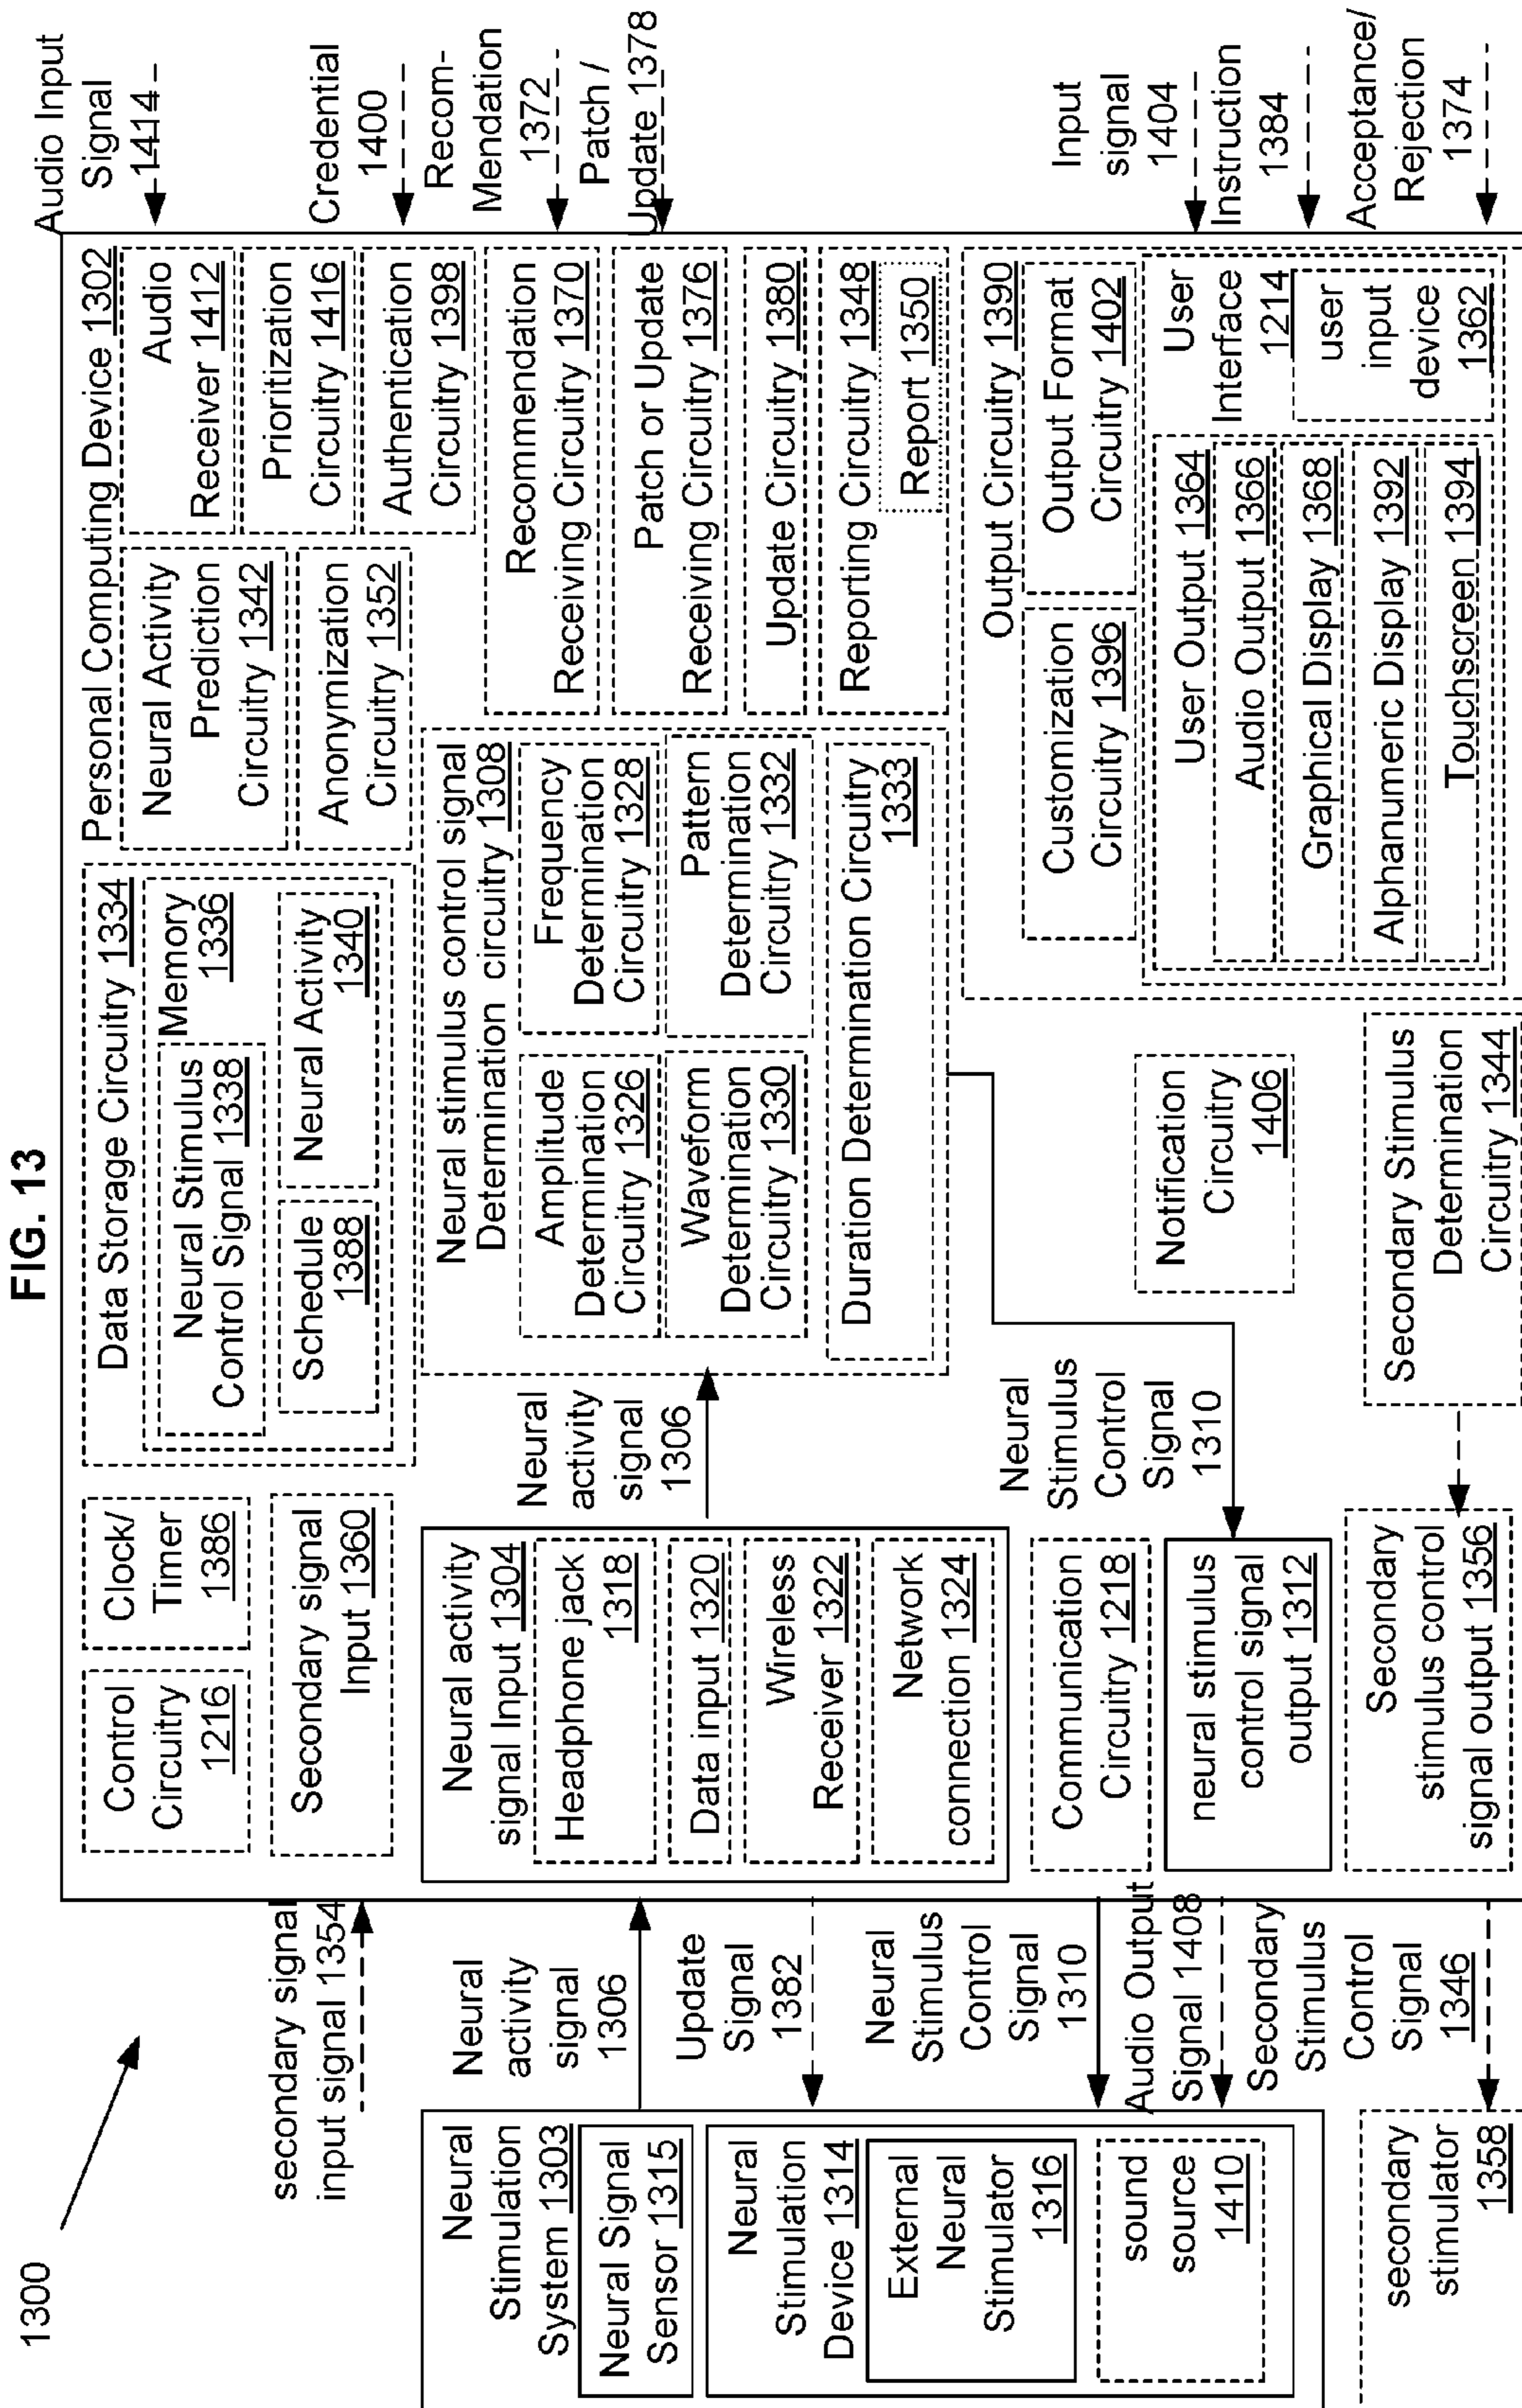 FIG. 13
1300
secondary signal
input signal 1354
Neural
Stimulation
System 1303
Neural Signal
Sensor 1315
Neural
Stimulation
Device 1314
External
Neural
Stimulator
1316
sound
source
1410
secondary
stimulator
1358
Neural
activity
signal
1306
Update
Signal
1382
Neural
Stimulus
Control
Signal
1310
Audio Output
Signal 1408
Secondary
Stimulus
Control
Signal
1346
Personal Computing Device 1302
Control
Circuitry
1216
Clock/
Timer
1386
Secondary signal
Input 1360
Neural activity
signal Input 1304
Headphone jack
1318
Data input 1320
Wireless
Receiver 1322
Network
connection 1324
Communication
Circuitry 1218
neural stimulus
control signal
output 1312
Secondary
stimulus control
signal output 1356
Data Storage Circuitry 1334
Memory
1336
Neural Stimulus
Control Signal 1338
Schedule
1388
Neural Activity
1340
Neural
activity
signal
1306
Neural stimulus control signal
Determination circuitry 1308
Amplitude
Determination
Circuitry 1326
Frequency
Determination
Circuitry 1328
Waveform
Determination
Circuitry 1330
Pattern
Determination
Circuitry 1332
Duration Determination Circuitry
1333
Neural
Stimulus
Control
Signal
1310
Notification
Circuitry
1406
Secondary Stimulus
Determination
Circuitry 1344
Neural Activity
Prediction
Circuitry 1342
Anonymization
Circuitry 1352
Audio
Receiver 1412
Prioritization
Circuitry 1416
Authentication
Circuitry 1398
Recommendation
Receiving Circuitry 1370
Patch or Update
Receiving Circuitry 1376
Update Circuitry 1380
Reporting Circuitry 1348
Report 1350
Output Circuitry 1390
Customization
Circuitry 1396
Output Format
Circuitry 1402
User Output 1364
Audio Output 1366
Graphical Display 1368
Alphanumeric Display 1392
Touchscreen 1394
User
Interface
1214
user
input
device
1362
Audio Input
Signal
1414
Credential
1400
Recom-
Mendation
1372
Patch /
Update 1378
Input
signal
1404
Instruction
1384
Acceptance/
Rejection
1374